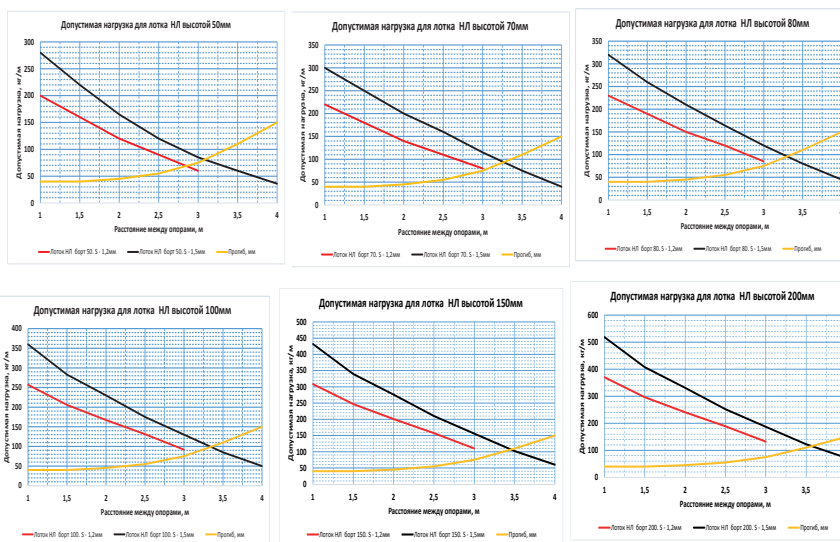 Допустимая нагрузка для лотка НЛ высотой 50мм
Допустимая нагрузка, кг/м
300
250
200
150
100
50
0
1 1,5 2 2,5 3 3,5 4
Расстояние между опорами, м
Лоток НЛ борт 50. S - 1,2мм Лоток НЛ борт 50. S - 1,5мм Прогиб, мм
Допустимая нагрузка для лотка НЛ высотой 70мм
Допустимая нагрузка, кг/м
350
300
250
200
150
100
50
0
1 1,5 2 2,5 3 3,5 4
Расстояние между опорами, м
Лоток НЛ борт 70. S - 1,2мм Лоток НЛ борт 70. S - 1,5мм Прогиб, мм
Допустимая нагрузка для лотка НЛ высотой 80мм
Допустимая нагрузка, кг/м
350
300
250
200
150
100
50
0
1 1,5 2 2,5 3 3,5 4
Расстояние между опорами, м
Лоток НЛ борт 80. S - 1,2мм Лоток НЛ борт 80. S - 1,5мм Прогиб, мм
Допустимая нагрузка для лотка НЛ высотой 100мм
Допустимая нагрузка, кг/м
400
350
300
250
200
150
100
50
0
1 1,5 2 2,5 3 3,5 4
Расстояние между опорами, м
Лоток НЛ борт 100. S - 1,2мм Лоток НЛ борт 100. S - 1,5мм Прогиб, мм
Допустимая нагрузка для лотка НЛ высотой 150мм
Допустимая нагрузка, кг/м
500
450
400
350
300
250
200
150
100
50
0
1 1,5 2 2,5 3 3,5 4
Расстояние между опорами, м
Лоток НЛ борт 150. S - 1,2мм Лоток НЛ борт 150. S - 1,5мм Прогиб, мм
Допустимая нагрузка для лотка НЛ высотой 200мм
Допустимая нагрузка, кг/м
600
500
400
300
200
100
0
1 1,5 2 2,5 3 3,5 4
Расстояние между опорами, м
Лоток НЛ борт 200. S - 1,2мм Лоток НЛ борт 200. S - 1,5мм Прогиб, мм